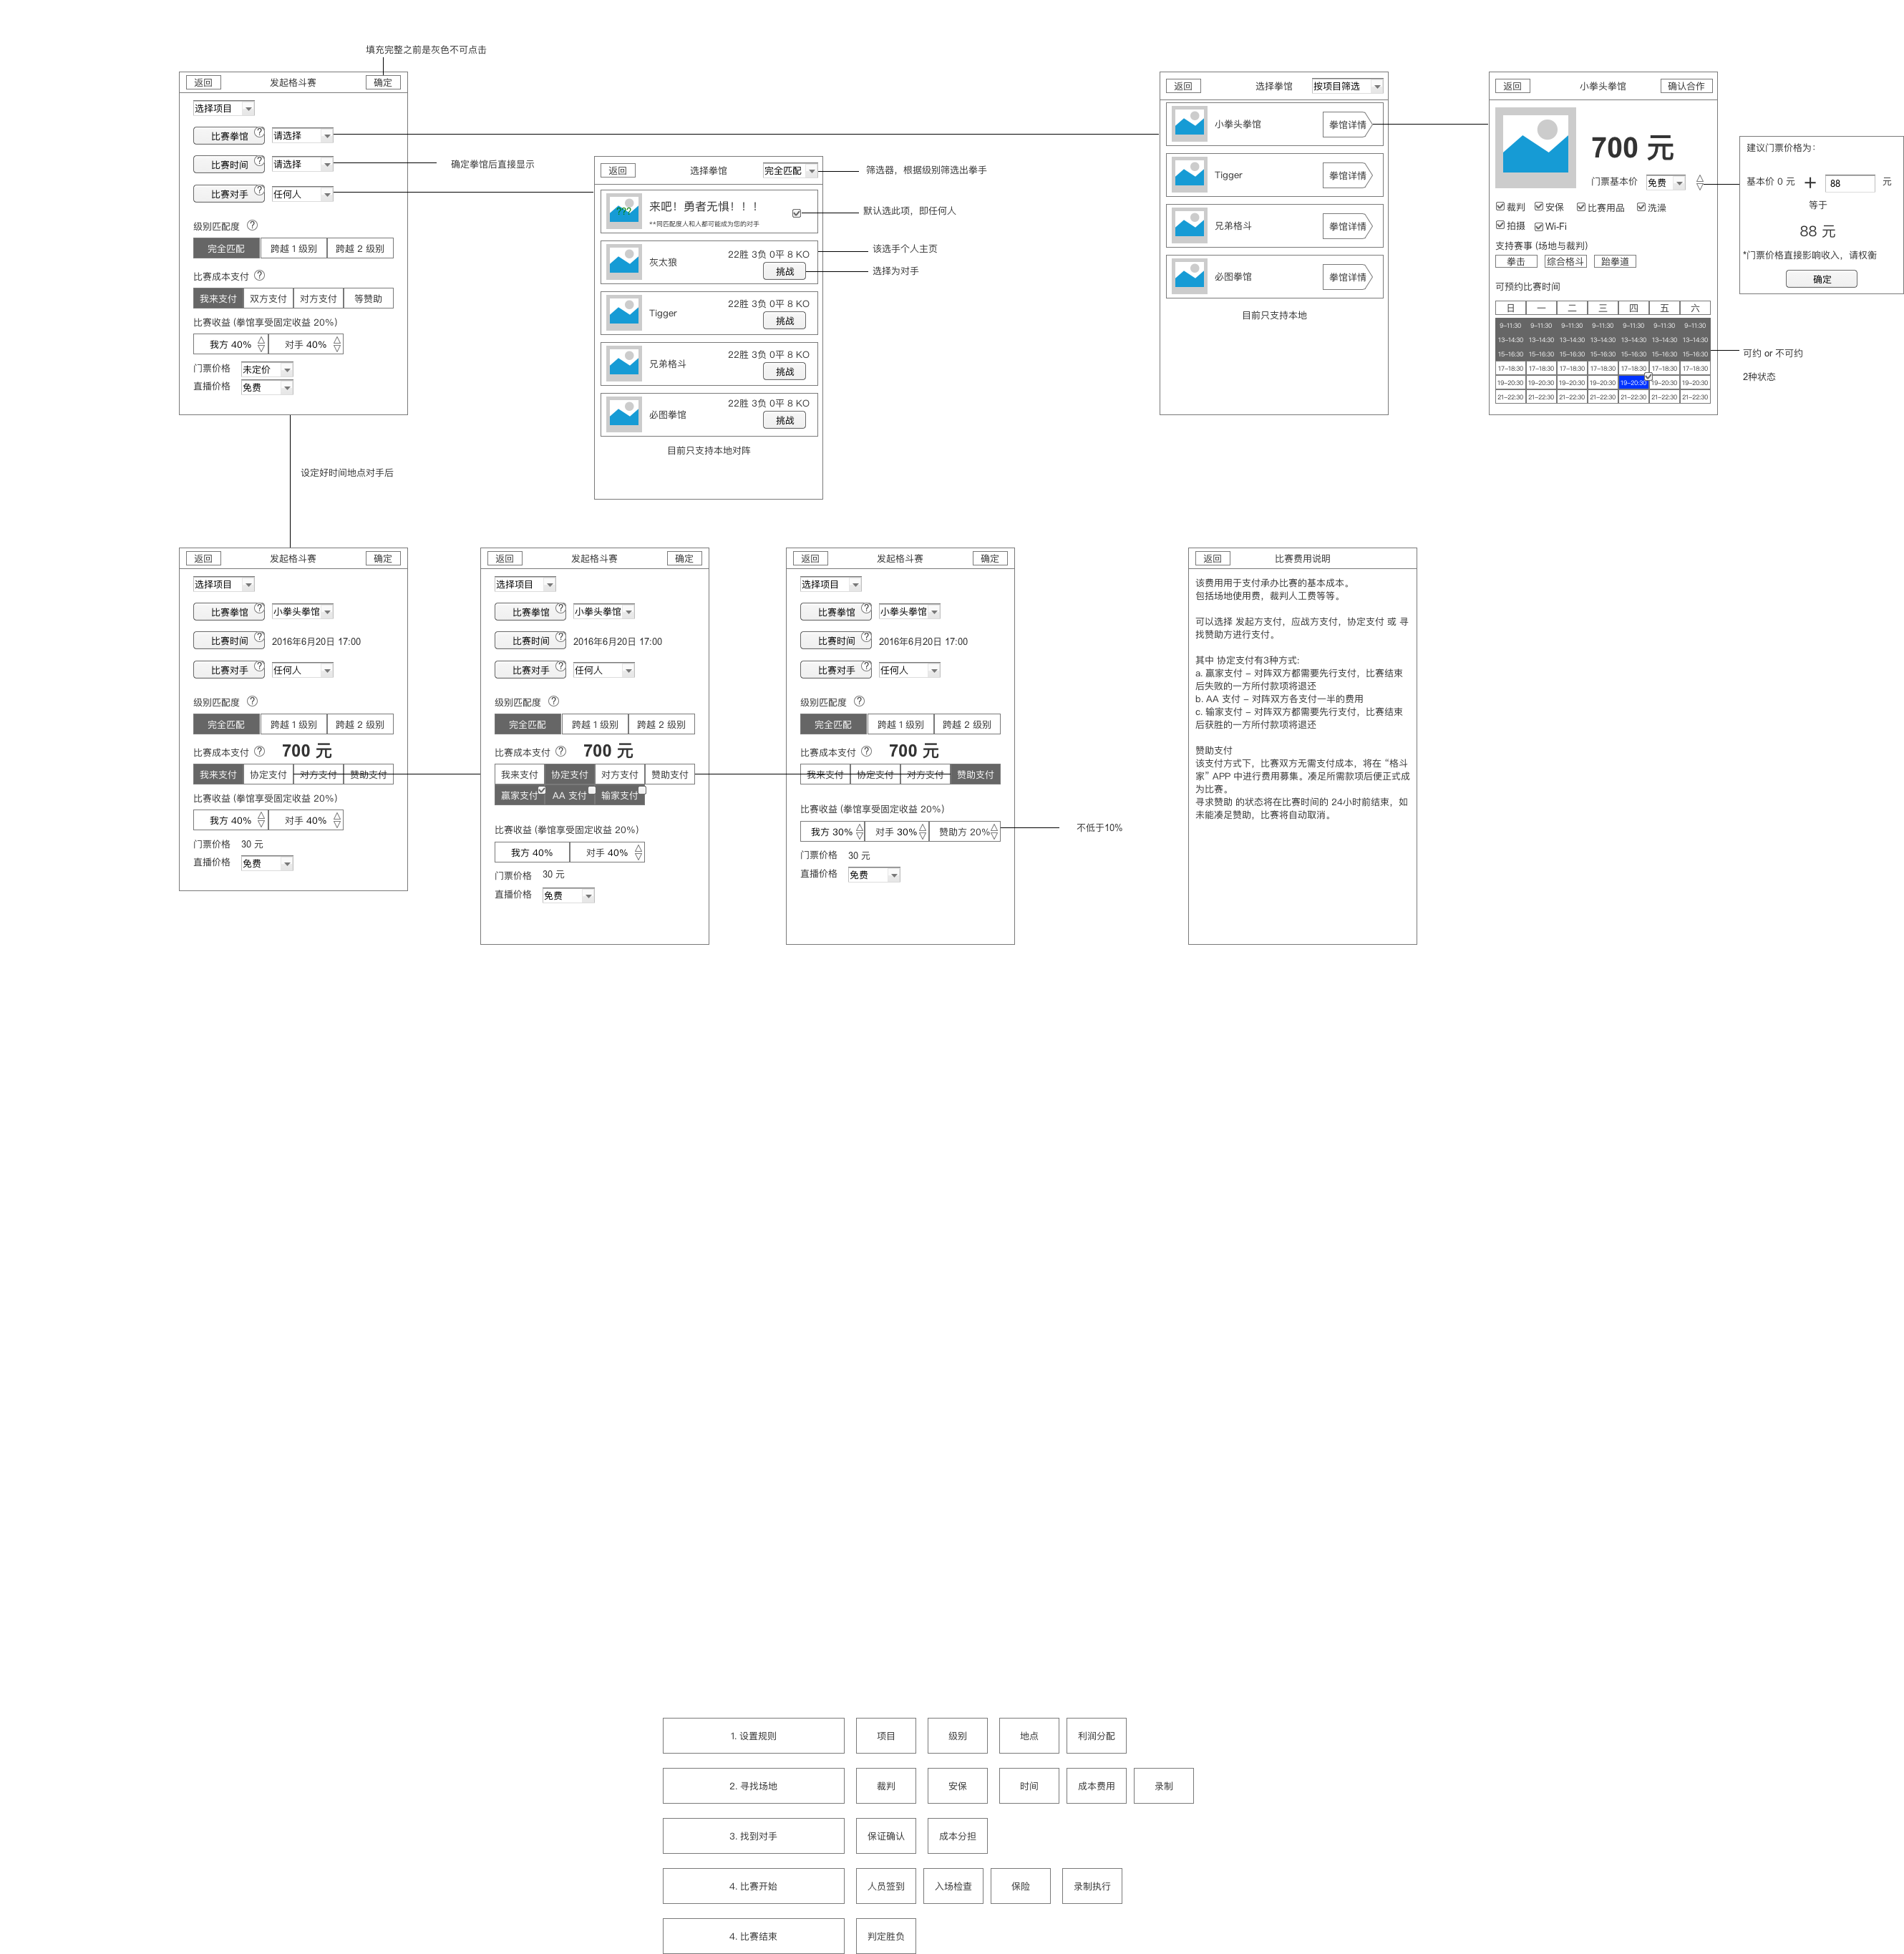 填充完整之前是灰色不可点击
返回 发起格斗赛 确定
选择项目
比赛拳馆 ? 请选择
比赛时间 ? 请选择
比赛对手 ? 任何人
级别匹配度 ?
完全匹配 跨越 1 级别 跨越 2 级别
比赛成本支付 ?
我来支付 双方支付 对方支付 等赞助
比赛收益 (拳馆享受固定收益 20%)
我方 40% 对手 40%
门票价格 未定价
直播价格 免费
确定拳馆后直接显示
设定好时间地点对手后
返回 选择拳馆 完全匹配
筛选器，根据级别筛选出拳手
??? 来吧！勇者无惧！！！
**同匹配度人和人都可能成为您的对手
默认选此项，即任何人
灰太狼 22胜 3负 0平 8 KO
挑战
该选手个人主页
选择为对手
Tigger 22胜 3负 0平 8 KO
挑战
兄弟格斗 22胜 3负 0平 8 KO
挑战
必图拳馆 22胜 3负 0平 8 KO
挑战
目前只支持本地对阵
返回 选择拳馆 按项目筛选
小拳头拳馆 拳馆详情
Tigger 拳馆详情
兄弟格斗 拳馆详情
必图拳馆 拳馆详情
目前只支持本地
返回 小拳头拳馆 确认合作
700 元
门票基本价 免费
裁判 安保 比赛用品 洗澡
拍摄 Wi-Fi
支持赛事 (场地与裁判)
拳击 综合格斗 跆拳道
可预约比赛时间
日 一 二 三 四 五 六
9–11:30 9–11:30 9–11:30 9–11:30 9–11:30 9–11:30 9–11:30
13–14:30 13–14:30 13–14:30 13–14:30 13–14:30 13–14:30 13–14:30
15–16:30 15–16:30 15–16:30 15–16:30 15–16:30 15–16:30 15–16:30
17–18:30 17–18:30 17–18:30 17–18:30 17–18:30 17–18:30 17–18:30
19–20:30 19–20:30 19–20:30 19–20:30 19–20:30 19–20:30 19–20:30
21–22:30 21–22:30 21–22:30 21–22:30 21–22:30 21–22:30 21–22:30
可约 or 不可约
2种状态
建议门票价格为：
基本价 0 元 + 88 元
等于
88 元
*门票价格直接影响收入，请权衡
确定
返回 发起格斗赛 确定
选择项目
比赛拳馆 ? 小拳头拳馆
比赛时间 ? 2016年6月20日 17:00
比赛对手 ? 任何人
级别匹配度 ?
完全匹配 跨越 1 级别 跨越 2 级别
比赛成本支付 ? 700 元
我来支付 协定支付 对方支付 赞助支付
比赛收益 (拳馆享受固定收益 20%)
我方 40% 对手 40%
门票价格 30 元
直播价格 免费
返回 发起格斗赛 确定
选择项目
比赛拳馆 ? 小拳头拳馆
比赛时间 ? 2016年6月20日 17:00
比赛对手 ? 任何人
级别匹配度 ?
完全匹配 跨越 1 级别 跨越 2 级别
比赛成本支付 ? 700 元
我来支付 协定支付 对方支付 赞助支付
赢家支付 AA 支付 输家支付
比赛收益 (拳馆享受固定收益 20%)
我方 40% 对手 40%
门票价格 30 元
直播价格 免费
返回 发起格斗赛 确定
选择项目
比赛拳馆 ? 小拳头拳馆
比赛时间 ? 2016年6月20日 17:00
比赛对手 ? 任何人
级别匹配度 ?
完全匹配 跨越 1 级别 跨越 2 级别
比赛成本支付 ? 700 元
我来支付 协定支付 对方支付 赞助支付
比赛收益 (拳馆享受固定收益 20%)
我方 30% 对手 30% 赞助方 20%
不低于10%
门票价格 30 元
直播价格 免费
返回 比赛费用说明
该费用用于支付承办比赛的基本成本。
包括场地使用费，裁判人工费等等。
可以选择 发起方支付，应战方支付，协定支付 或 寻
找赞助方进行支付。
其中 协定支付有3种方式:
a. 赢家支付 – 对阵双方都需要先行支付，比赛结束
后失败的一方所付款项将退还
b. AA 支付 – 对阵双方各支付一半的费用
c. 输家支付 – 对阵双方都需要先行支付，比赛结束
后获胜的一方所付款项将退还
赞助支付
该支付方式下，比赛双方无需支付成本，将在 “格斗
家” APP 中进行费用募集。凑足所需款项后便正式成
为比赛。
寻求赞助 的状态将在比赛时间的 24小时前结束，如
未能凑足赞助，比赛将自动取消。
1. 设置规则 项目 级别 地点 利润分配
2. 寻找场地 裁判 安保 时间 成本费用 录制
3. 找到对手 保证确认 成本分担
4. 比赛开始 人员签到 入场检查 保险 录制执行
4. 比赛结束 判定胜负